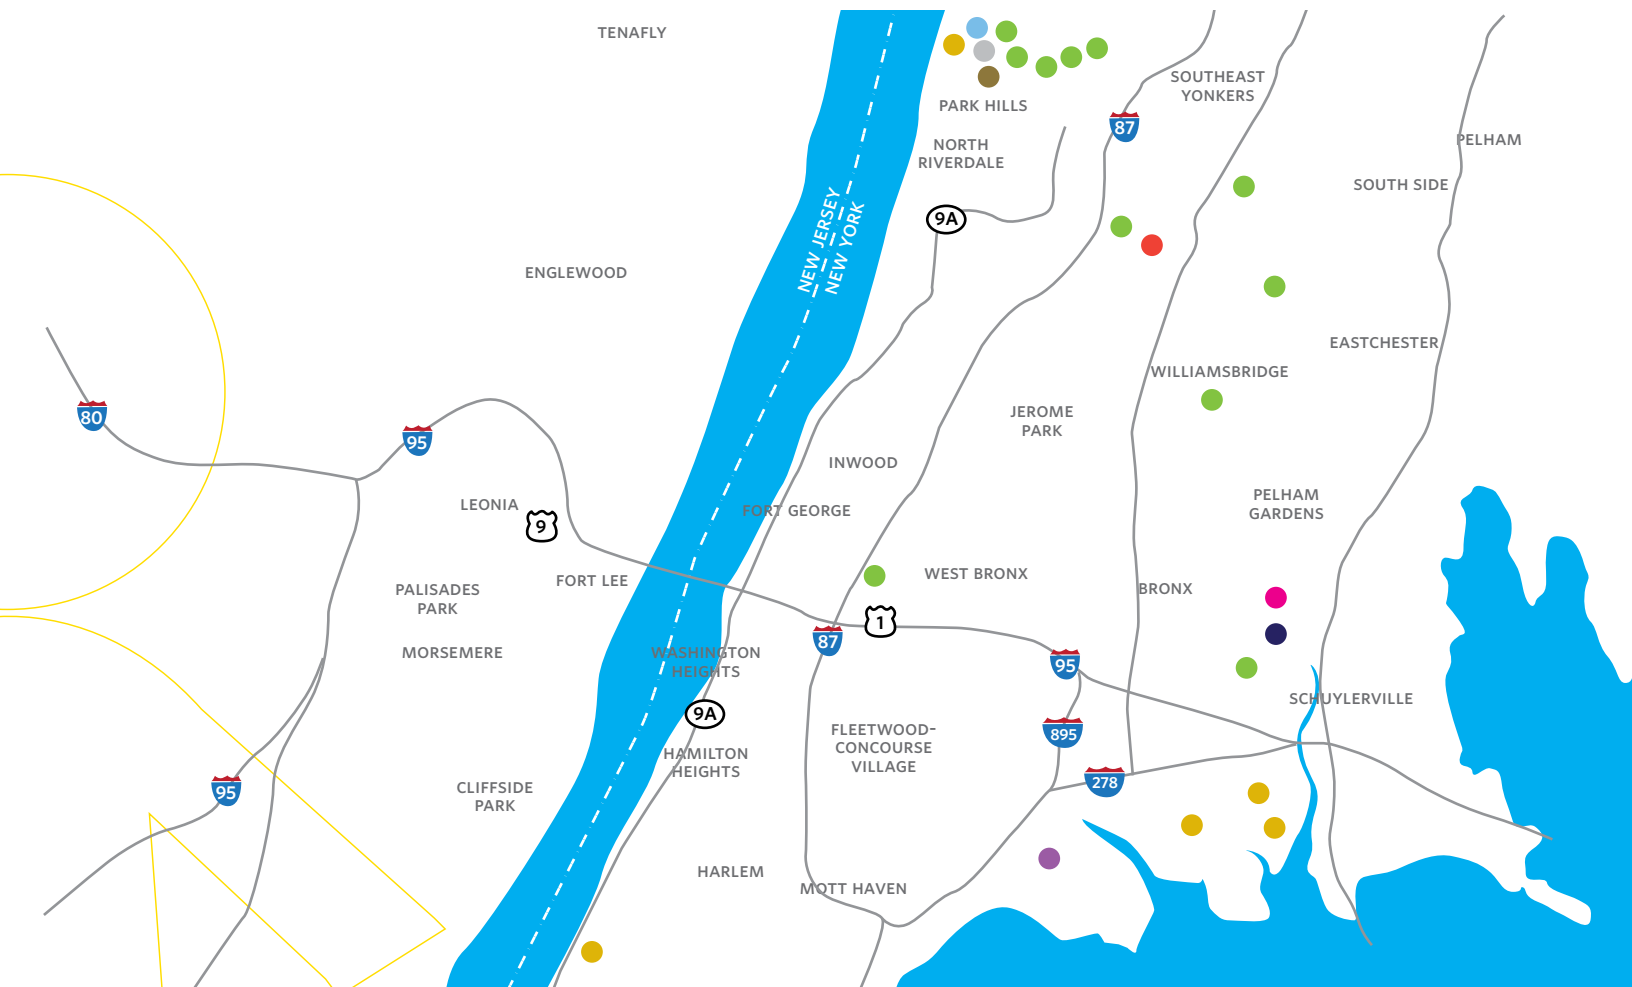 TENAFLY
SOUTHEAST
YONKERS
PARK HILLS
87
PELHAM
NORTH
RIVERDALE
SOUTH SIDE
9A
NEW JERSEY
NEW YORK
ENGLEWOOD
EASTCHESTER
WILLIAMSBRIDGE
80
JEROME
PARK
95
INWOOD
LEONIA
FORT GEORGE
PELHAM
GARDENS
9
FORT LEE
WEST BRONX
BRONX
PALISADES
PARK
1
87
MORSEMERE
WASHINGTON
HEIGHTS
95
SCHUYLERVILLE
9A
FLEETWOOD-
CONCOURSE
VILLAGE
895
HAMILTON
HEIGHTS
278
95
CLIFFSIDE
PARK
HARLEM
MOTT HAVEN